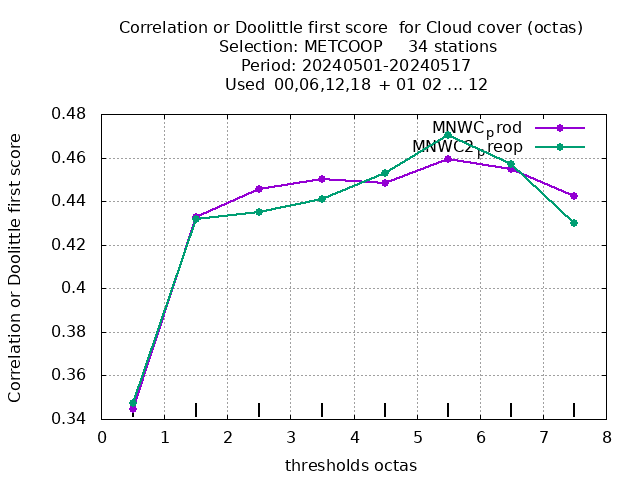 Correlation or Doolittle first score  for Cloud cover (octas)
Selection: METCOOP     34 stations
Period: 20240501-20240517
Used  00,06,12,18  + 01 02 ... 12
Correlation or Doolittle first score
0.48
0.46
0.44
0.42
0.4
0.38
0.36
0.34
MNWC_prod
MNWC2_preop
0 1 2 3 4 5 6 7 8
thresholds octas